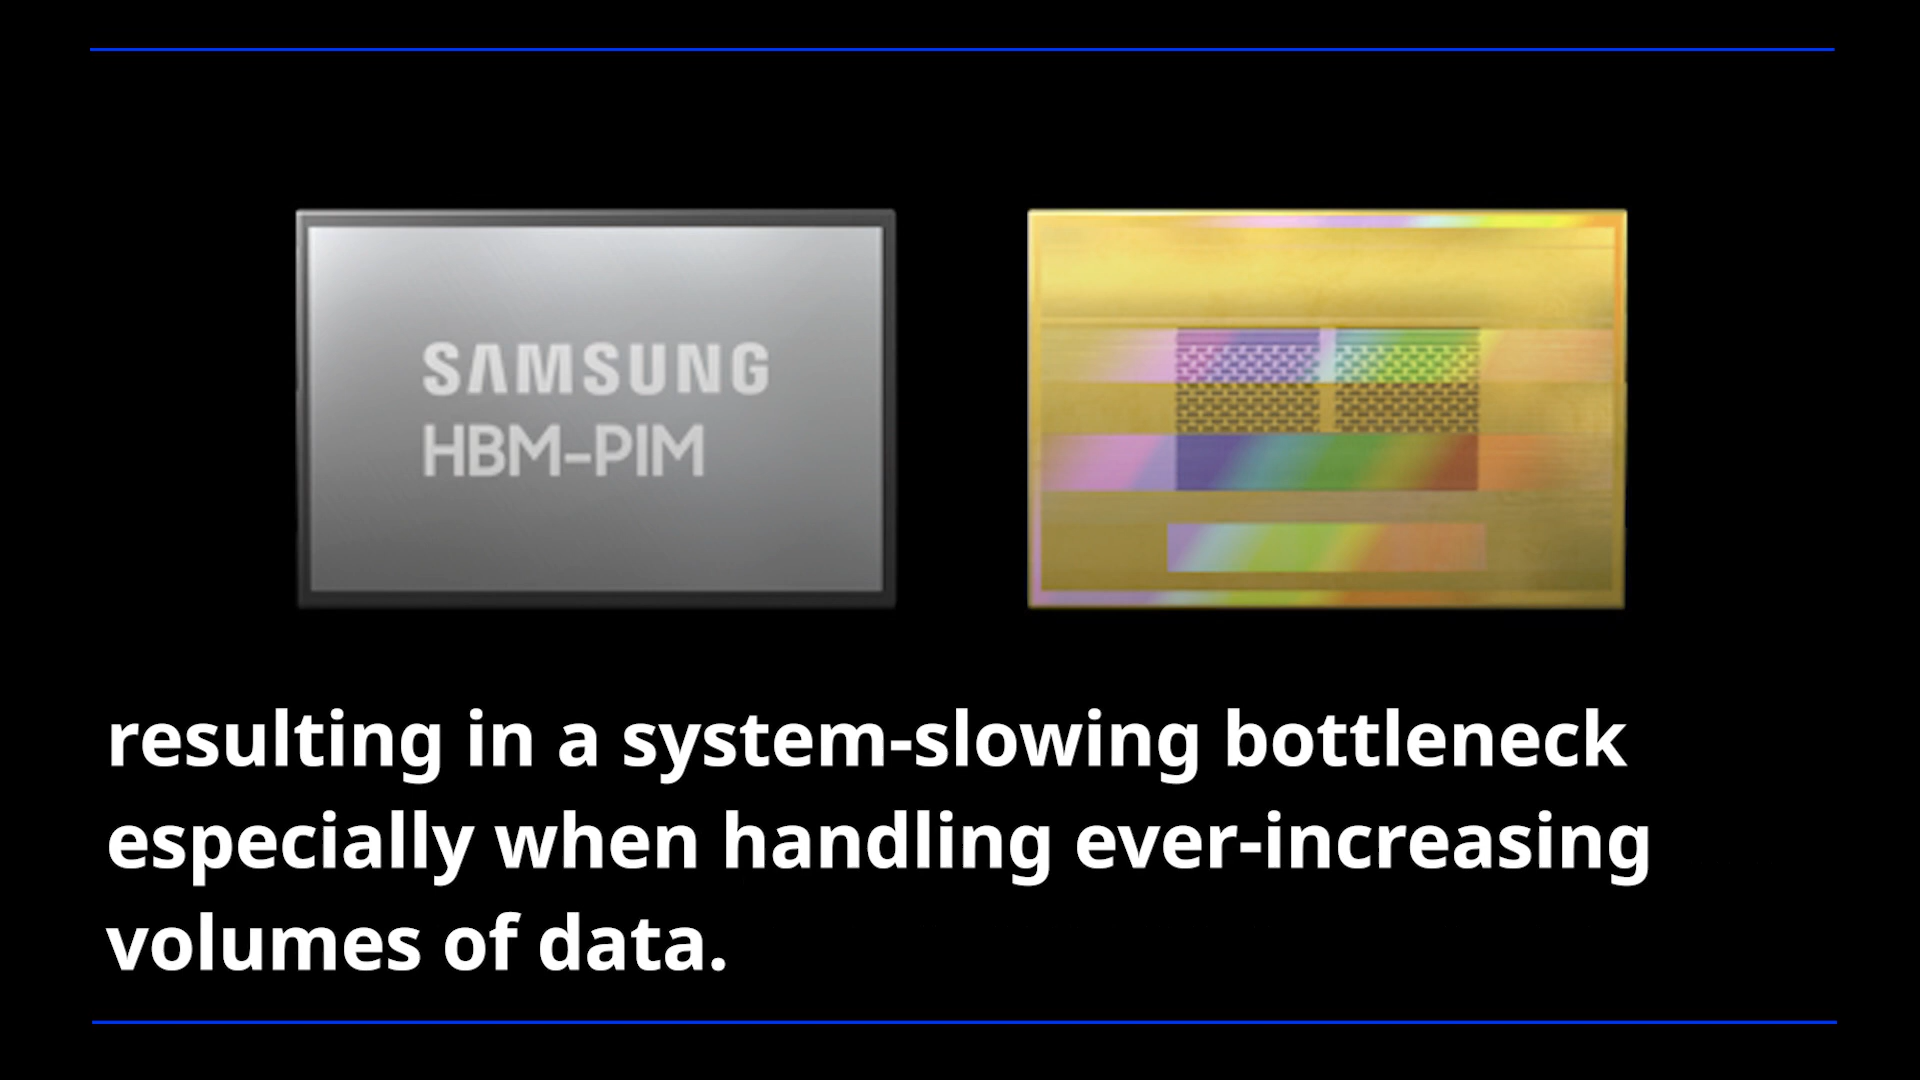 SAMSUNG
HBM-PIM
resulting in a system-slowing bottleneck
especially when handling ever-increasing
volumes of data.